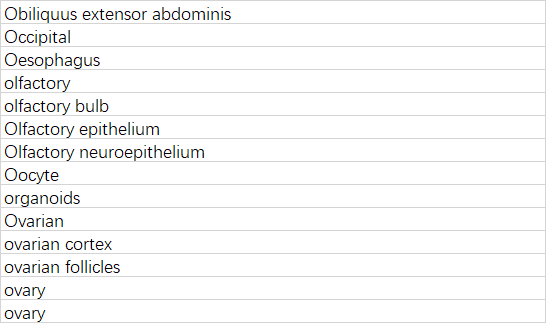 Obiliquus extensor abdominis
Occipital
Oesophagus
olfactory
olfactory bulb
Olfactory epithelium
Olfactory neuroepithelium
Oocyte
organoids
Ovarian
ovarian cortex
ovarian follicles
ovary
ovary